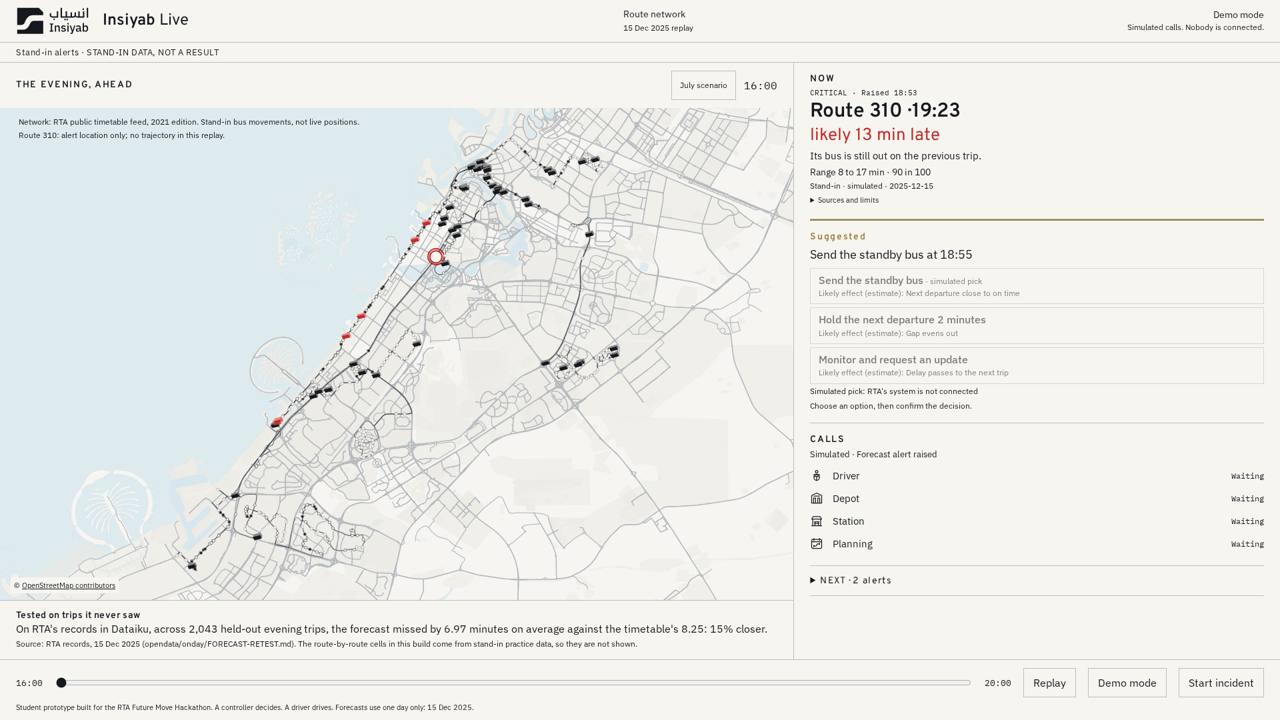 انسياب
Insiyab
Insiyab Live
Route network
15 Dec 2025 replay
Demo mode
Simulated calls. Nobody is connected.
Stand-in alerts · STAND-IN DATA, NOT A RESULT
THE EVENING, AHEAD
July scenario
16:00
Network: RTA public timetable feed, 2021 edition. Stand-in bus movements, not live positions.
Route 310: alert location only; no trajectory in this replay.
© OpenStreetMap contributors
Tested on trips it never saw
On RTA's records in Dataiku, across 2,043 held-out evening trips, the forecast missed by 6.97 minutes on average against the timetable's 8.25: 15% closer.
Source: RTA records, 15 Dec 2025 (opendata/onday/FORECAST-RETEST.md). The route-by-route cells in this build come from stand-in practice data, so they are not shown.
NOW
CRITICAL · Raised 18:53
Route 310 ·19:23
likely 13 min late
Its bus is still out on the previous trip.
Range 8 to 17 min · 90 in 100
Stand-in · simulated · 2025-12-15
▶ Sources and limits
Suggested
Send the standby bus at 18:55
Send the standby bus · simulated pick
Likely effect (estimate): Next departure close to on time
Hold the next departure 2 minutes
Likely effect (estimate): Gap evens out
Monitor and request an update
Likely effect (estimate): Delay passes to the next trip
Simulated pick: RTA's system is not connected
Choose an option, then confirm the decision.
CALLS
Simulated · Forecast alert raised
Driver Waiting
Depot Waiting
Station Waiting
Planning Waiting
▶ NEXT · 2 alerts
16:00
20:00
Replay
Demo mode
Start incident
Student prototype built for the RTA Future Move Hackathon. A controller decides. A driver drives. Forecasts use one day only: 15 Dec 2025.